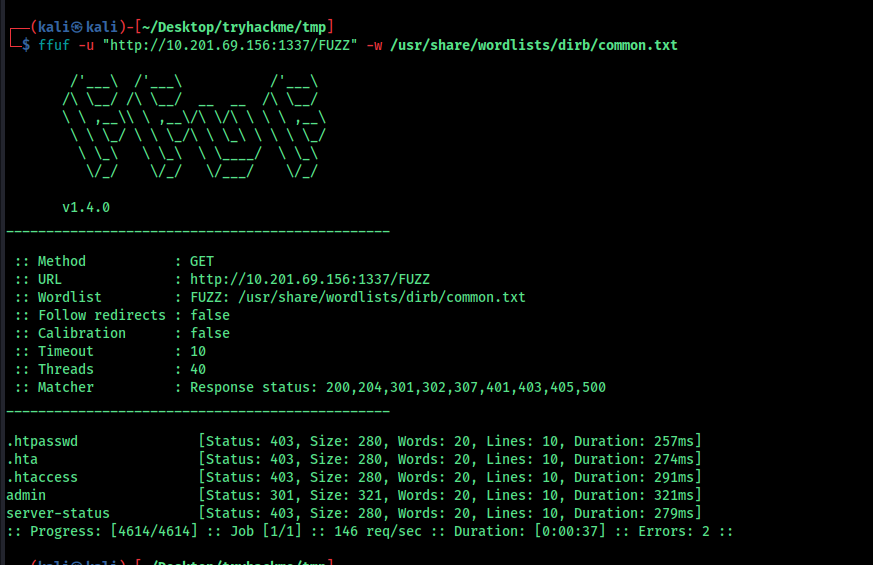 ┌──(kali㉿kali)-[~/Desktop/tryhackme/tmp]
└─$ ffuf -u "http://10.201.69.156:1337/FUZZ" -w /usr/share/wordlists/dirb/common.txt
        /'___\  /'___\           /'___\
       /\ \__/ /\ \__/  __  __  /\ \__/
       \ \ ,__\\ \ ,__\/\ \/\ \ \ \ ,__\
        \ \ \_/ \ \ \_/\ \ \_\ \ \ \ \_/
         \ \_\   \ \_\  \ \____/  \ \_\
          \/_/    \/_/   \/___/    \/_/
       v1.4.0
________________________________________________
 :: Method           : GET
 :: URL              : http://10.201.69.156:1337/FUZZ
 :: Wordlist         : FUZZ: /usr/share/wordlists/dirb/common.txt
 :: Follow redirects : false
 :: Calibration      : false
 :: Timeout          : 10
 :: Threads          : 40
 :: Matcher          : Response status: 200,204,301,302,307,401,403,405,500
________________________________________________
.htpasswd               [Status: 403, Size: 280, Words: 20, Lines: 10, Duration: 257ms]
.hta                    [Status: 403, Size: 280, Words: 20, Lines: 10, Duration: 274ms]
.htaccess               [Status: 403, Size: 280, Words: 20, Lines: 10, Duration: 291ms]
admin                   [Status: 301, Size: 321, Words: 20, Lines: 10, Duration: 321ms]
server-status           [Status: 403, Size: 280, Words: 20, Lines: 10, Duration: 279ms]
:: Progress: [4614/4614] :: Job [1/1] :: 146 req/sec :: Duration: [0:00:37] :: Errors: 2 ::
┌──(kali㉿kali)-[~/Desktop/tryhackme/tmp]